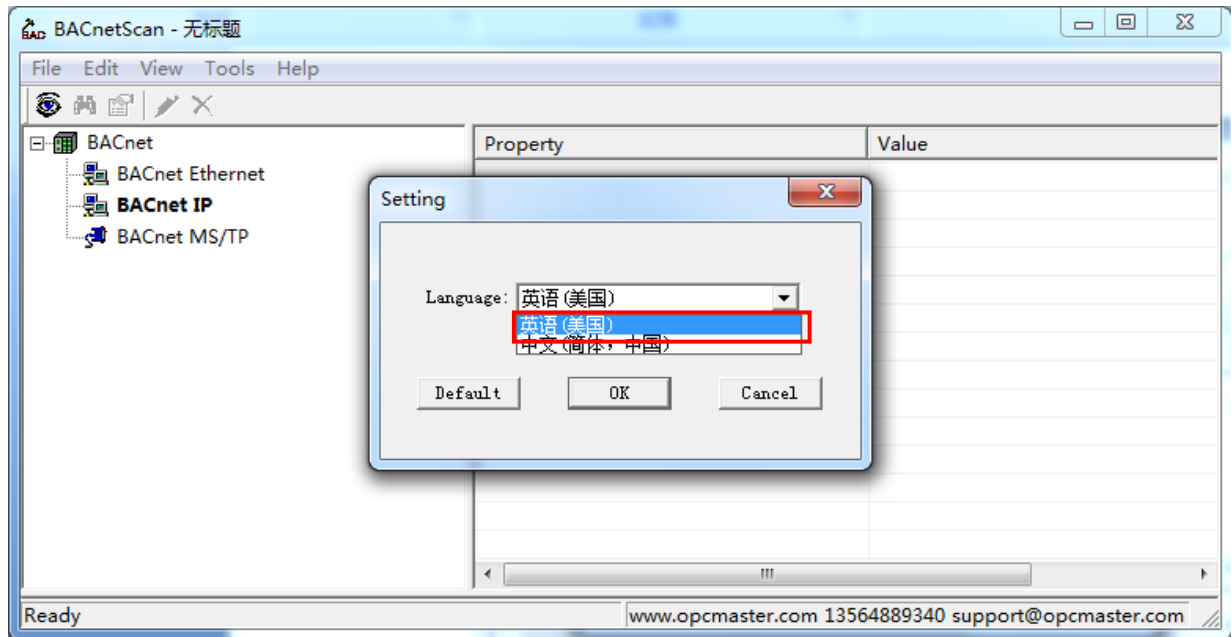 BACnetScan - 无标题
File Edit View Tools Help
BACnet
BACnet Ethernet
BACnet IP
BACnet MS/TP
Property Value
Setting
Language: 英语(美国)
英语(美国)
中文(简体，中国)
Default OK Cancel
Ready
www.opcmaster.com 13564889340 support@opcmaster.com